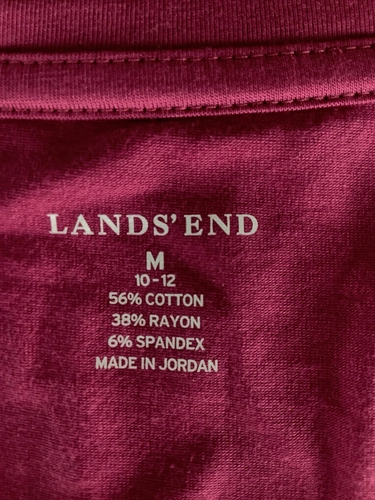 LANDS' END
M
10-12
56% COTTON
38% RAYON
6% SPANDEX
MADE IN JORDAN